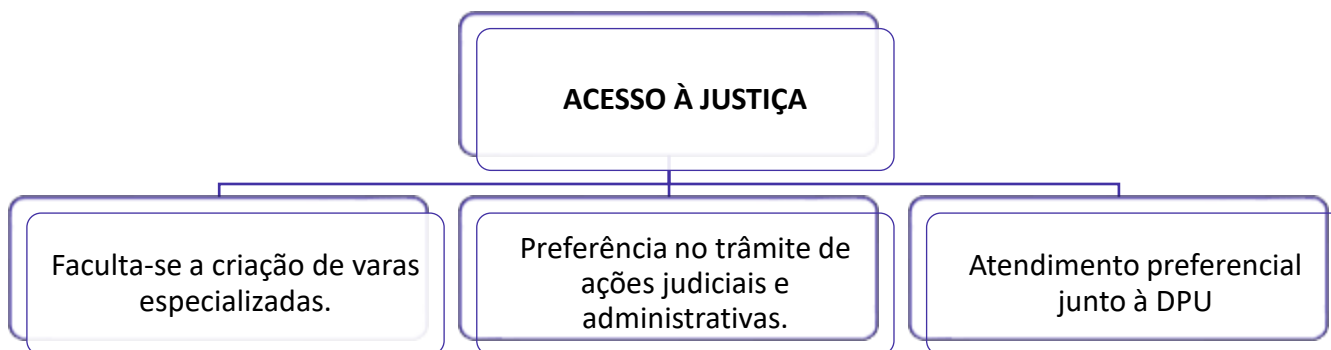 ACESSO À JUSTIÇA
Faculta-se a criação de varas
especializadas.
Preferência no trâmite de
ações judiciais e
administrativas.
Atendimento preferencial
junto à DPU